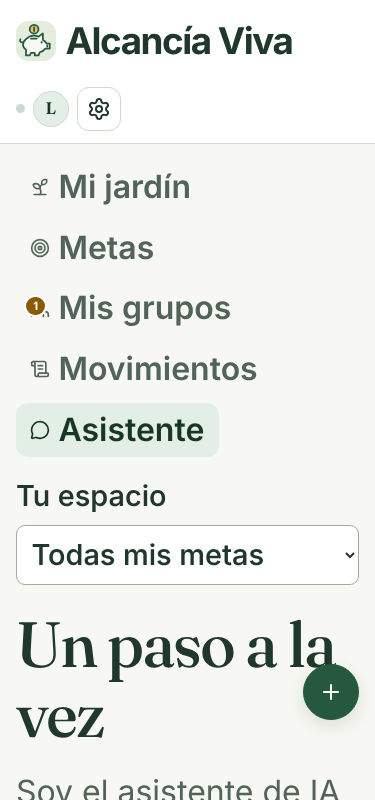 Alcancía Viva
L
Mi jardín
Metas
1
Mis grupos
Movimientos
Asistente
Tu espacio
Todas mis metas
Un paso a la
vez
Soy el asistente de IA